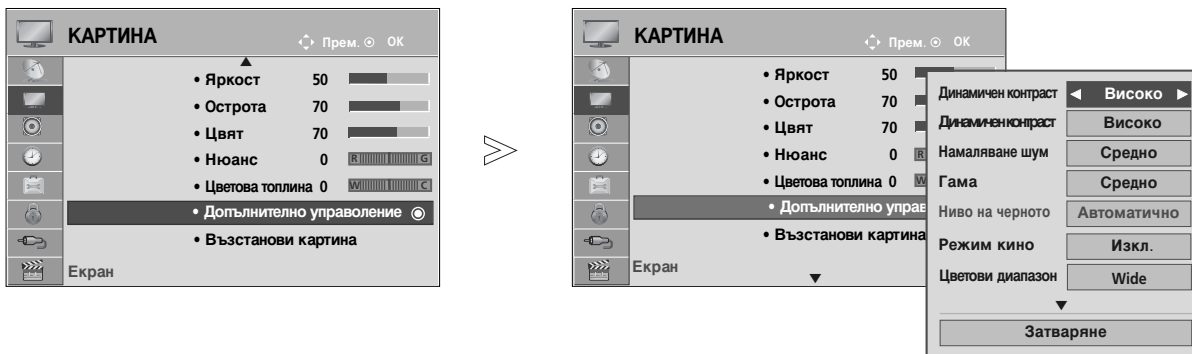 КАРТИНА
Прем. OK
• Яркост 50
• Острота 70
• Цвят 70
• Нюанс 0 R G
• Цветова топлина 0 W C
• Допълнително управоление
• Възстанови картина
Екран
КАРТИНА
Прем. OK
• Яркост 50
• Острота 70
• Цвят 70
• Нюанс 0 R
• Цветова топлина 0 W
• Допълнително управ
• Възстанови картина
Екран
Динамичен контраст Високо
Динамичен контраст Високо
Намаляване шум Средно
Гама Средно
Ниво на черното Автоматично
Режим кино Изкл.
Цветови диапазон Wide
Затваряне